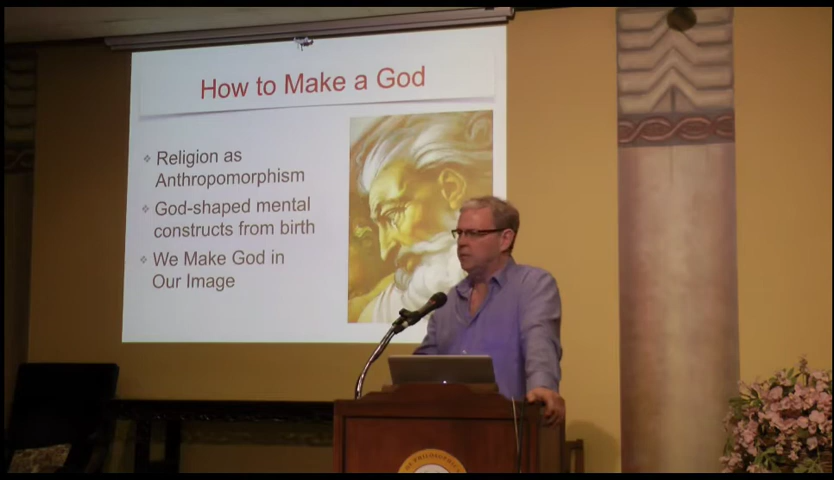 How to Make a God
Religion as
Anthropomorphism
God-shaped mental
constructs from birth
We Make God in
Our Image